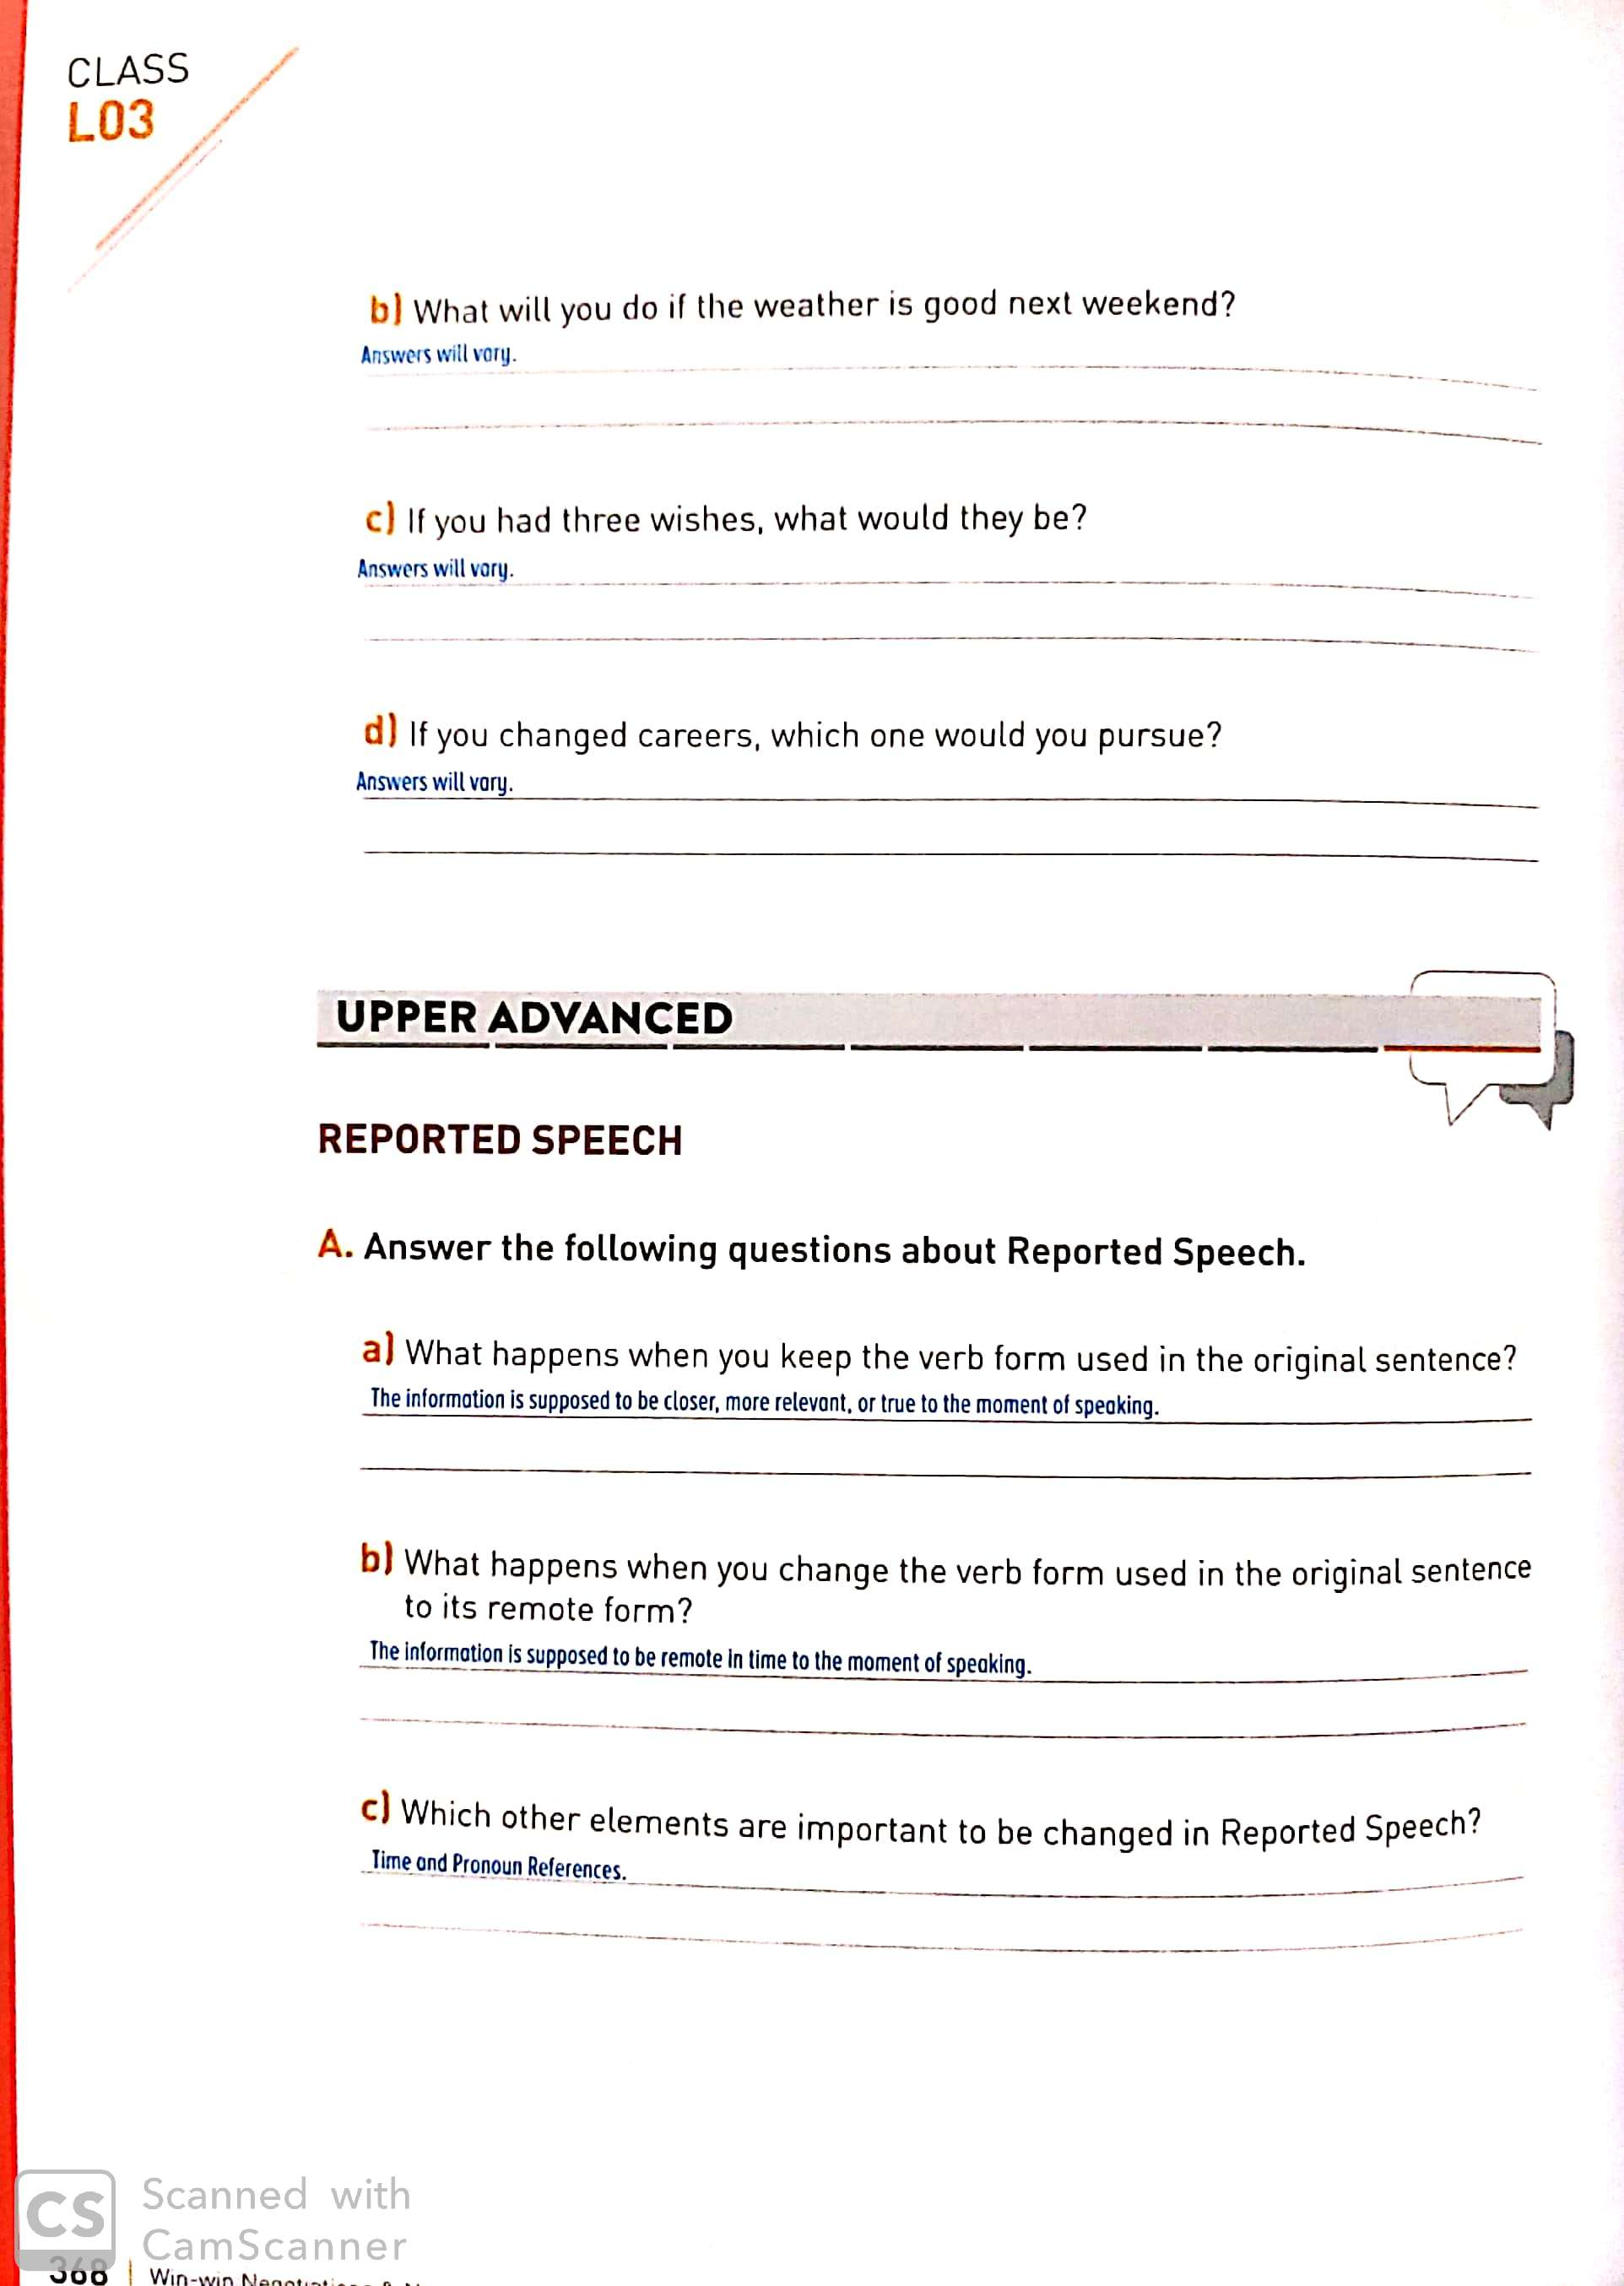 CLASS
L03
b) What will you do if the weather is good next weekend?
Answers will vary.
c) If you had three wishes, what would they be?
Answers will vary.
d) If you changed careers, which one would you pursue?
Answers will vary.
UPPER ADVANCED
REPORTED SPEECH
A. Answer the following questions about Reported Speech.
a) What happens when you keep the verb form used in the original sentence?
The information is supposed to be closer, more relevant, or true to the moment of speaking.
b) What happens when you change the verb form used in the original sentence
to its remote form?
The information is supposed to be remote in time to the moment of speaking.
c) Which other elements are important to be changed in Reported Speech?
Time and Pronoun References.
CS Scanned with
CamScanner
368 | Win-win Negotiations &